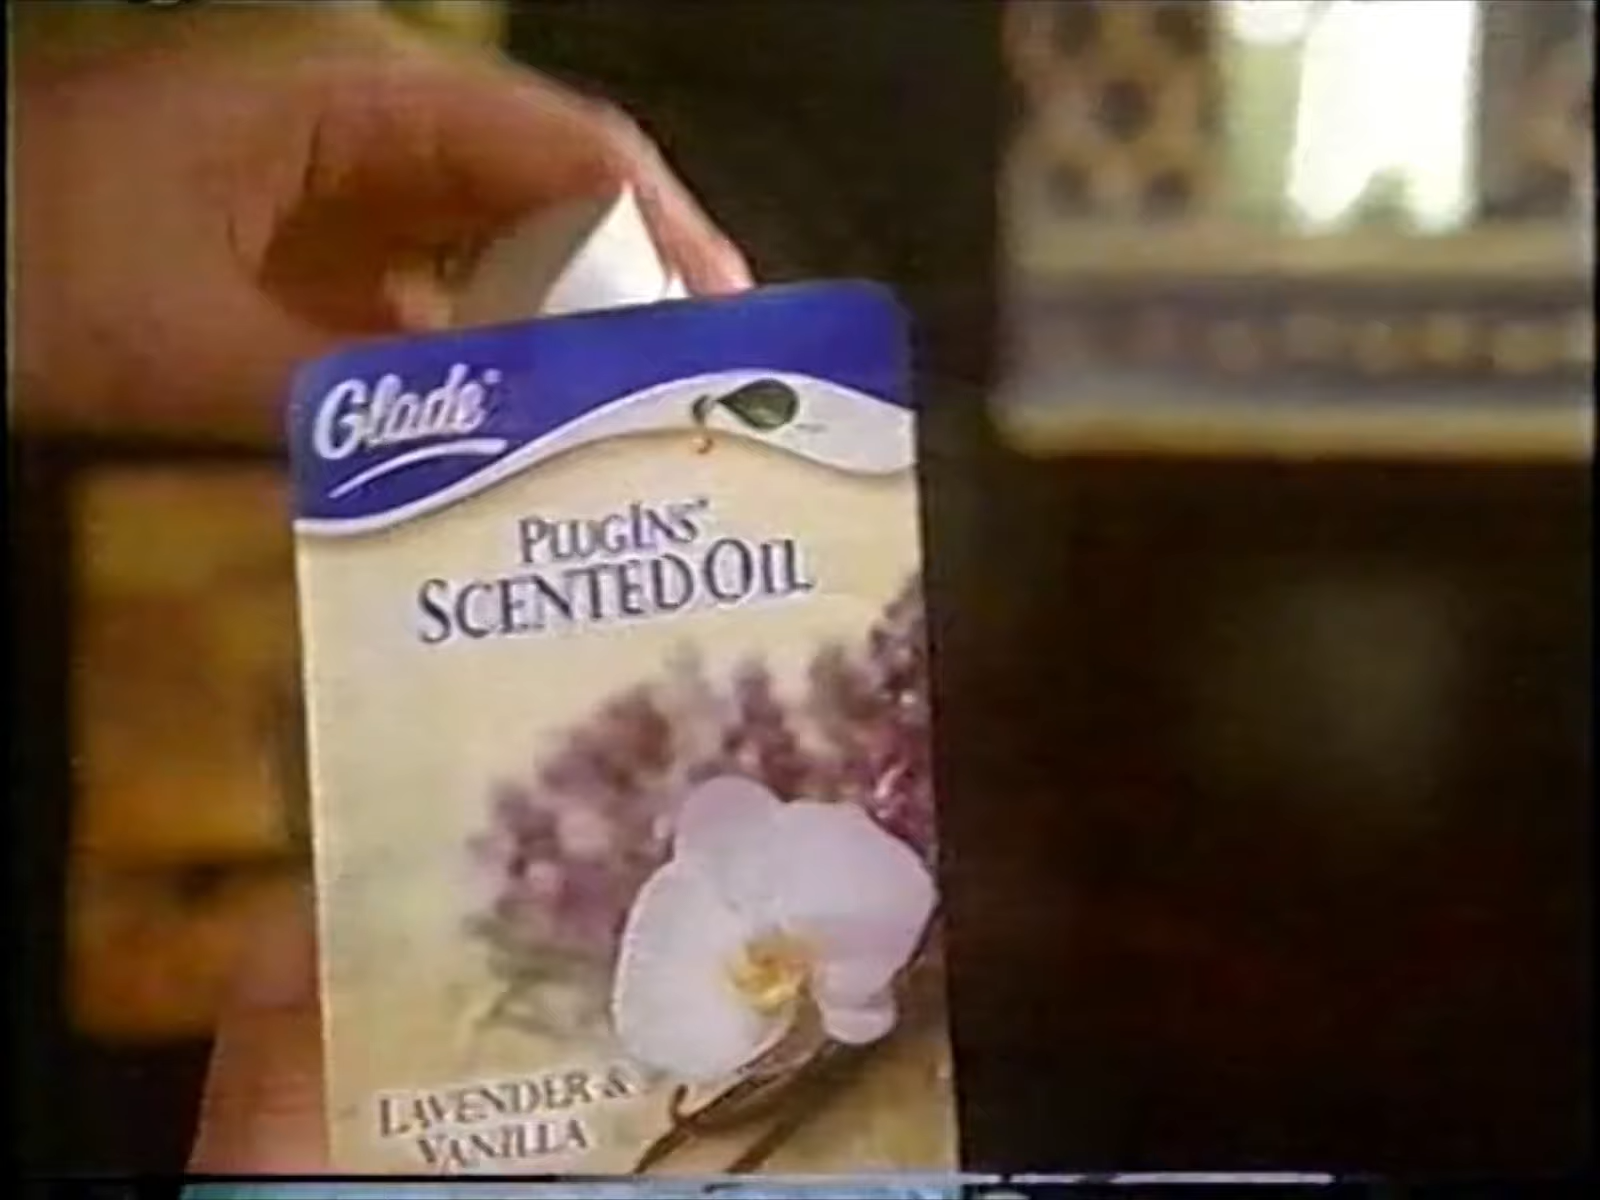 Glade
PLUGINS
SCENTED OIL
LAVENDER &
VANILLA